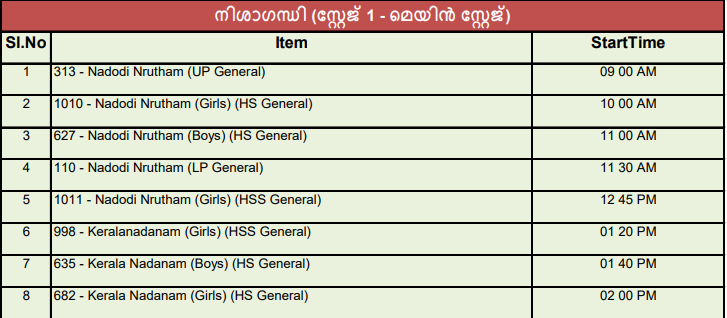 നിശാഗന്ധി (സ്റ്റേജ് 1 - മെയിൻ സ്റ്റേജ്)
Sl.No Item StartTime
1 313 - Nadodi Nrutham (UP General) 09 00 AM
2 1010 - Nadodi Nrutham (Girls) (HS General) 10 00 AM
3 627 - Nadodi Nrutham (Boys) (HS General) 11 00 AM
4 110 - Nadodi Nrutham (LP General) 11 30 AM
5 1011 - Nadodi Nrutham (Girls) (HSS General) 12 45 PM
6 998 - Keralanadanam (Girls) (HSS General) 01 20 PM
7 635 - Kerala Nadanam (Boys) (HS General) 01 40 PM
8 682 - Kerala Nadanam (Girls) (HS General) 02 00 PM